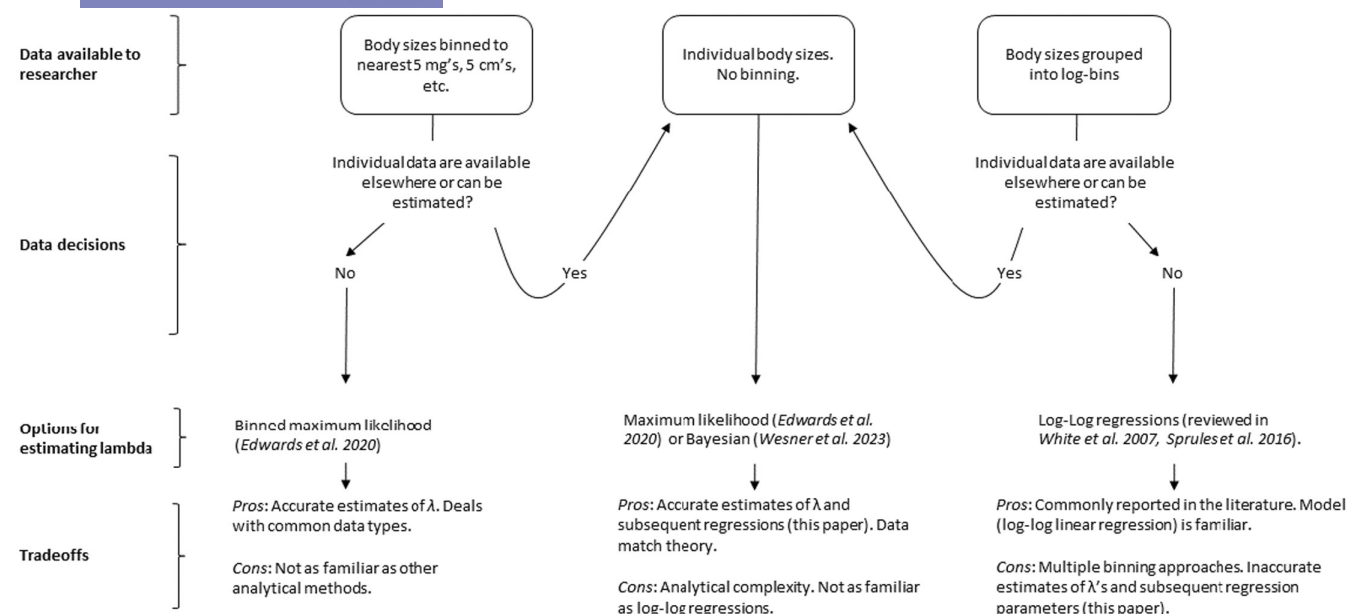 Data available to
researcher
Body sizes binned to
nearest 5 mg's, 5 cm's,
etc.
Individual body sizes.
No binning.
Body sizes grouped
into log-bins
Data decisions
Individual data are available
elsewhere or can be
estimated?
Individual data are available
elsewhere or can be
estimated?
No
Yes
Yes
No
Options for
estimating lambda
Binned maximum likelihood
(Edwards et al. 2020)
Maximum likelihood (Edwards et al.
2020) or Bayesian (Wesner et al. 2023)
Log-Log regressions (reviewed in
White et al. 2007, Sprules et al. 2016).
Tradeoffs
Pros: Accurate estimates of λ. Deals
with common data types.
Cons: Not as familiar as other
analytical methods.
Pros: Accurate estimates of λ and
subsequent regressions (this paper). Data
match theory.
Cons: Analytical complexity. Not as familiar
as log-log regressions.
Pros: Commonly reported in the literature. Model
(log-log linear regression) is familiar.
Cons: Multiple binning approaches. Inaccurate
estimates of λ's and subsequent regression
parameters (this paper).